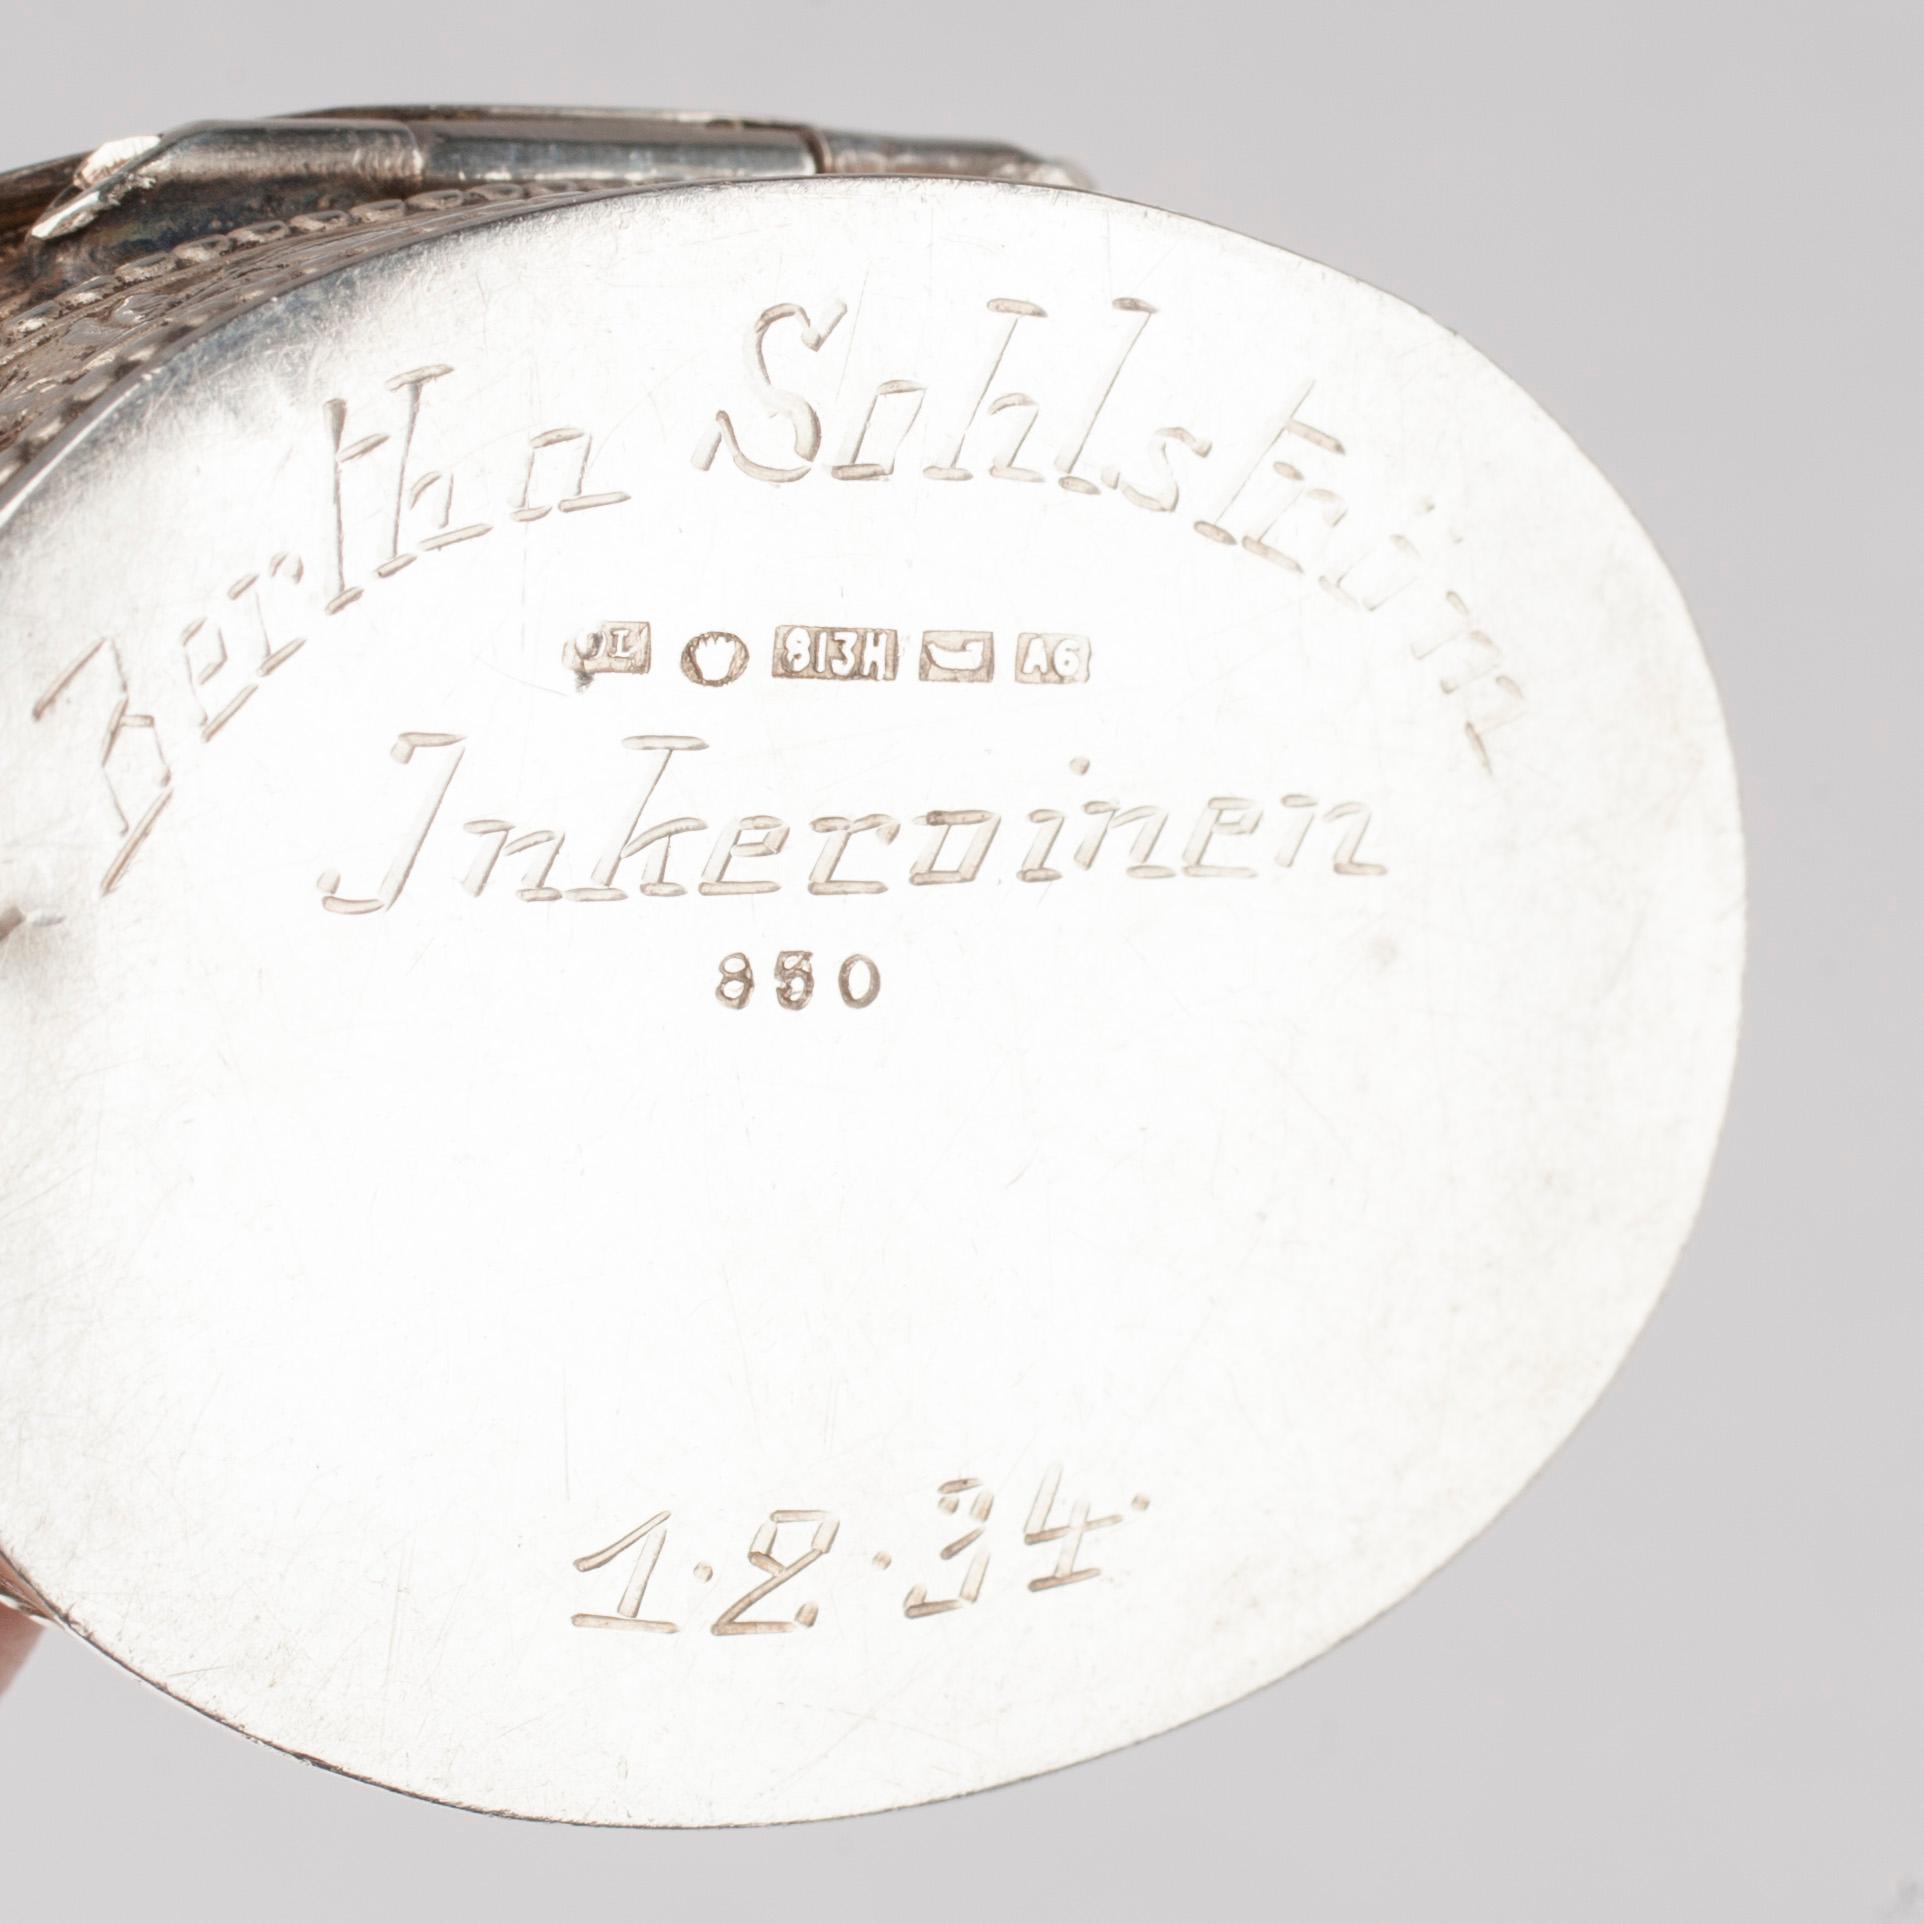 Bertha Sohlström
813H A6
Inkeroinen
850
1.2.34.